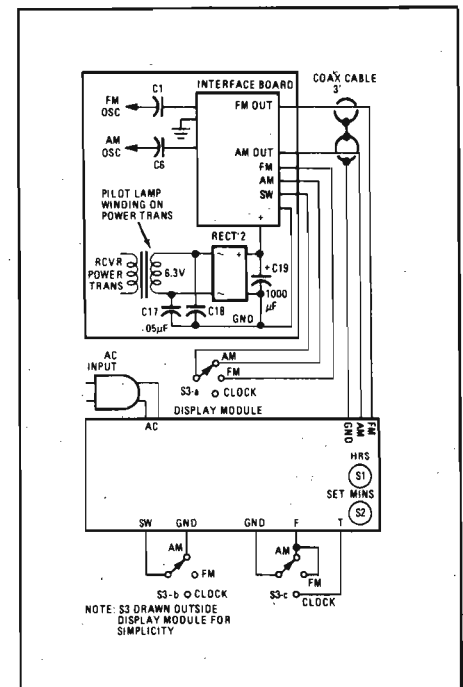 INTERFACE BOARD
COAX CABLE
3'
C1
FM
OSC
FM OUT
AM
OSC
C6
AM OUT
FM
AM
SW
+
PILOT LAMP
WINDING ON
POWER TRANS
RECT 2
RCVR
POWER
TRANS
6.3V
~
+
~
-
+ C19
1000
µF
C17
.05µF
C18
GND
AC
INPUT
AM
FM
S3-a
CLOCK
DISPLAY MODULE
AC
GND
AM
FM
HRS
S1
SET MINS
S2
SW
GND
GND
F
T
AM
FM
S3-b
CLOCK
AM
FM
S3-c
CLOCK
NOTE: S3 DRAWN OUTSIDE
DISPLAY MODULE FOR
SIMPLICITY